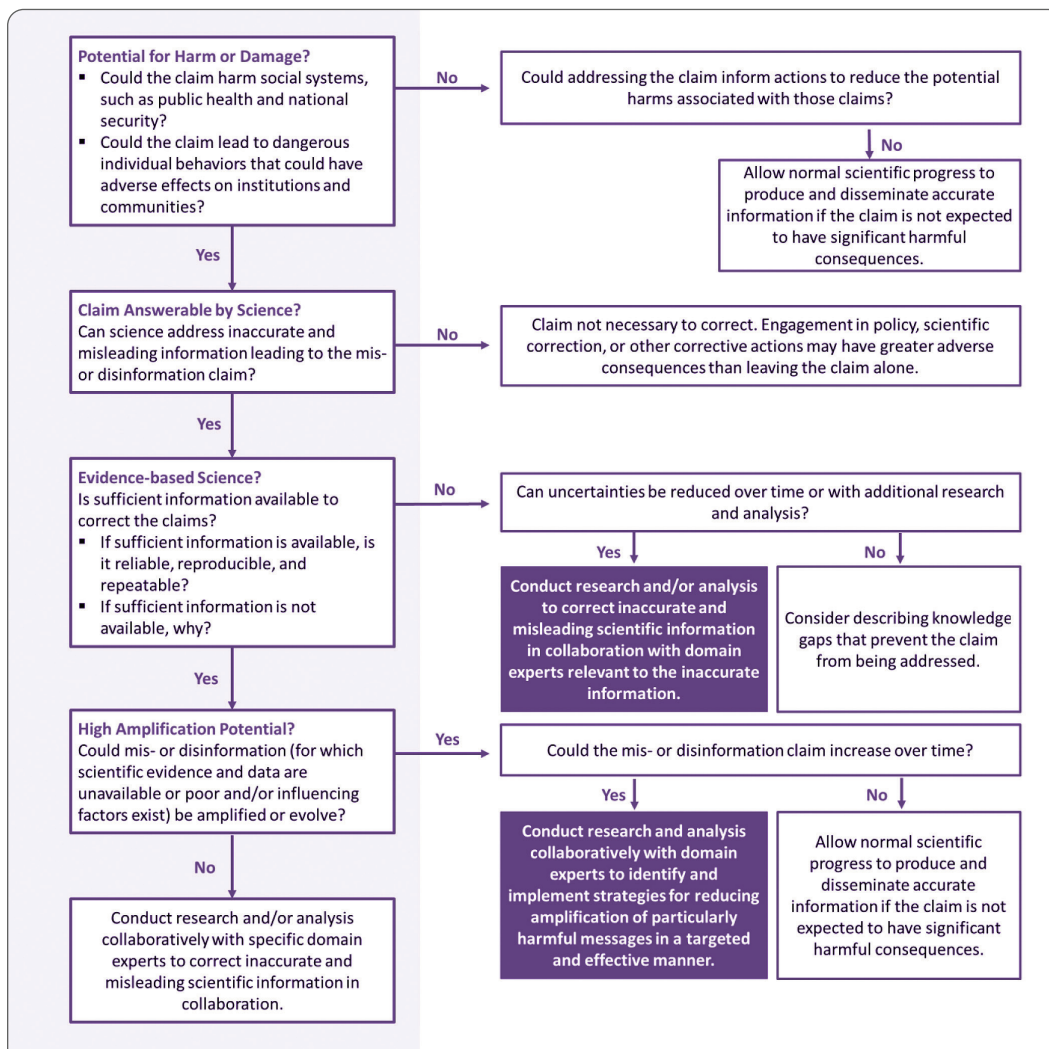 Potential for Harm or Damage?
▪ Could the claim harm social systems,
such as public health and national
security?
▪ Could the claim lead to dangerous
individual behaviors that could have
adverse effects on institutions and
communities?
No
Could addressing the claim inform actions to reduce the potential
harms associated with those claims?
No
Allow normal scientific progress to
produce and disseminate accurate
information if the claim is not expected
to have significant harmful
consequences.
Yes
Claim Answerable by Science?
Can science address inaccurate and
misleading information leading to the mis-
or disinformation claim?
No
Claim not necessary to correct. Engagement in policy, scientific
correction, or other corrective actions may have greater adverse
consequences than leaving the claim alone.
Yes
Evidence-based Science?
Is sufficient information available to
correct the claims?
▪ If sufficient information is available, is
it reliable, reproducible, and
repeatable?
▪ If sufficient information is not
available, why?
No
Can uncertainties be reduced over time or with additional research
and analysis?
Yes
No
Conduct research and/or analysis
to correct inaccurate and
misleading scientific information
in collaboration with domain
experts relevant to the inaccurate
information.
Consider describing knowledge
gaps that prevent the claim
from being addressed.
Yes
High Amplification Potential?
Could mis- or disinformation (for which
scientific evidence and data are
unavailable or poor and/or influencing
factors exist) be amplified or evolve?
Yes
Could the mis- or disinformation claim increase over time?
Yes
No
Conduct research and analysis
collaboratively with domain
experts to identify and
implement strategies for reducing
amplification of particularly
harmful messages in a targeted
and effective manner.
Allow normal scientific
progress to produce and
disseminate accurate
information if the claim is not
expected to have significant
harmful consequences.
No
Conduct research and/or analysis
collaboratively with specific domain
experts to correct inaccurate and
misleading scientific information in
collaboration.